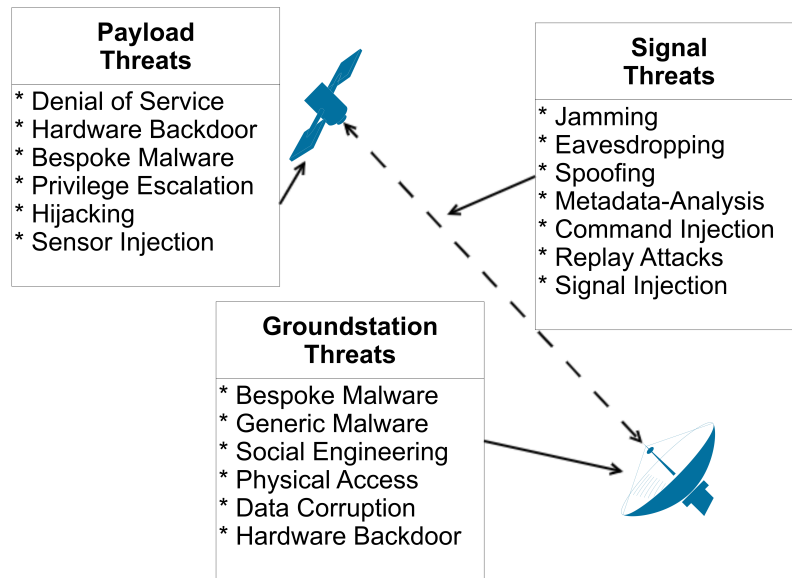 Payload
Threats
* Denial of Service
* Hardware Backdoor
* Bespoke Malware
* Privilege Escalation
* Hijacking
* Sensor Injection
Signal
Threats
* Jamming
* Eavesdropping
* Spoofing
* Metadata-Analysis
* Command Injection
* Replay Attacks
* Signal Injection
Groundstation
Threats
* Bespoke Malware
* Generic Malware
* Social Engineering
* Physical Access
* Data Corruption
* Hardware Backdoor